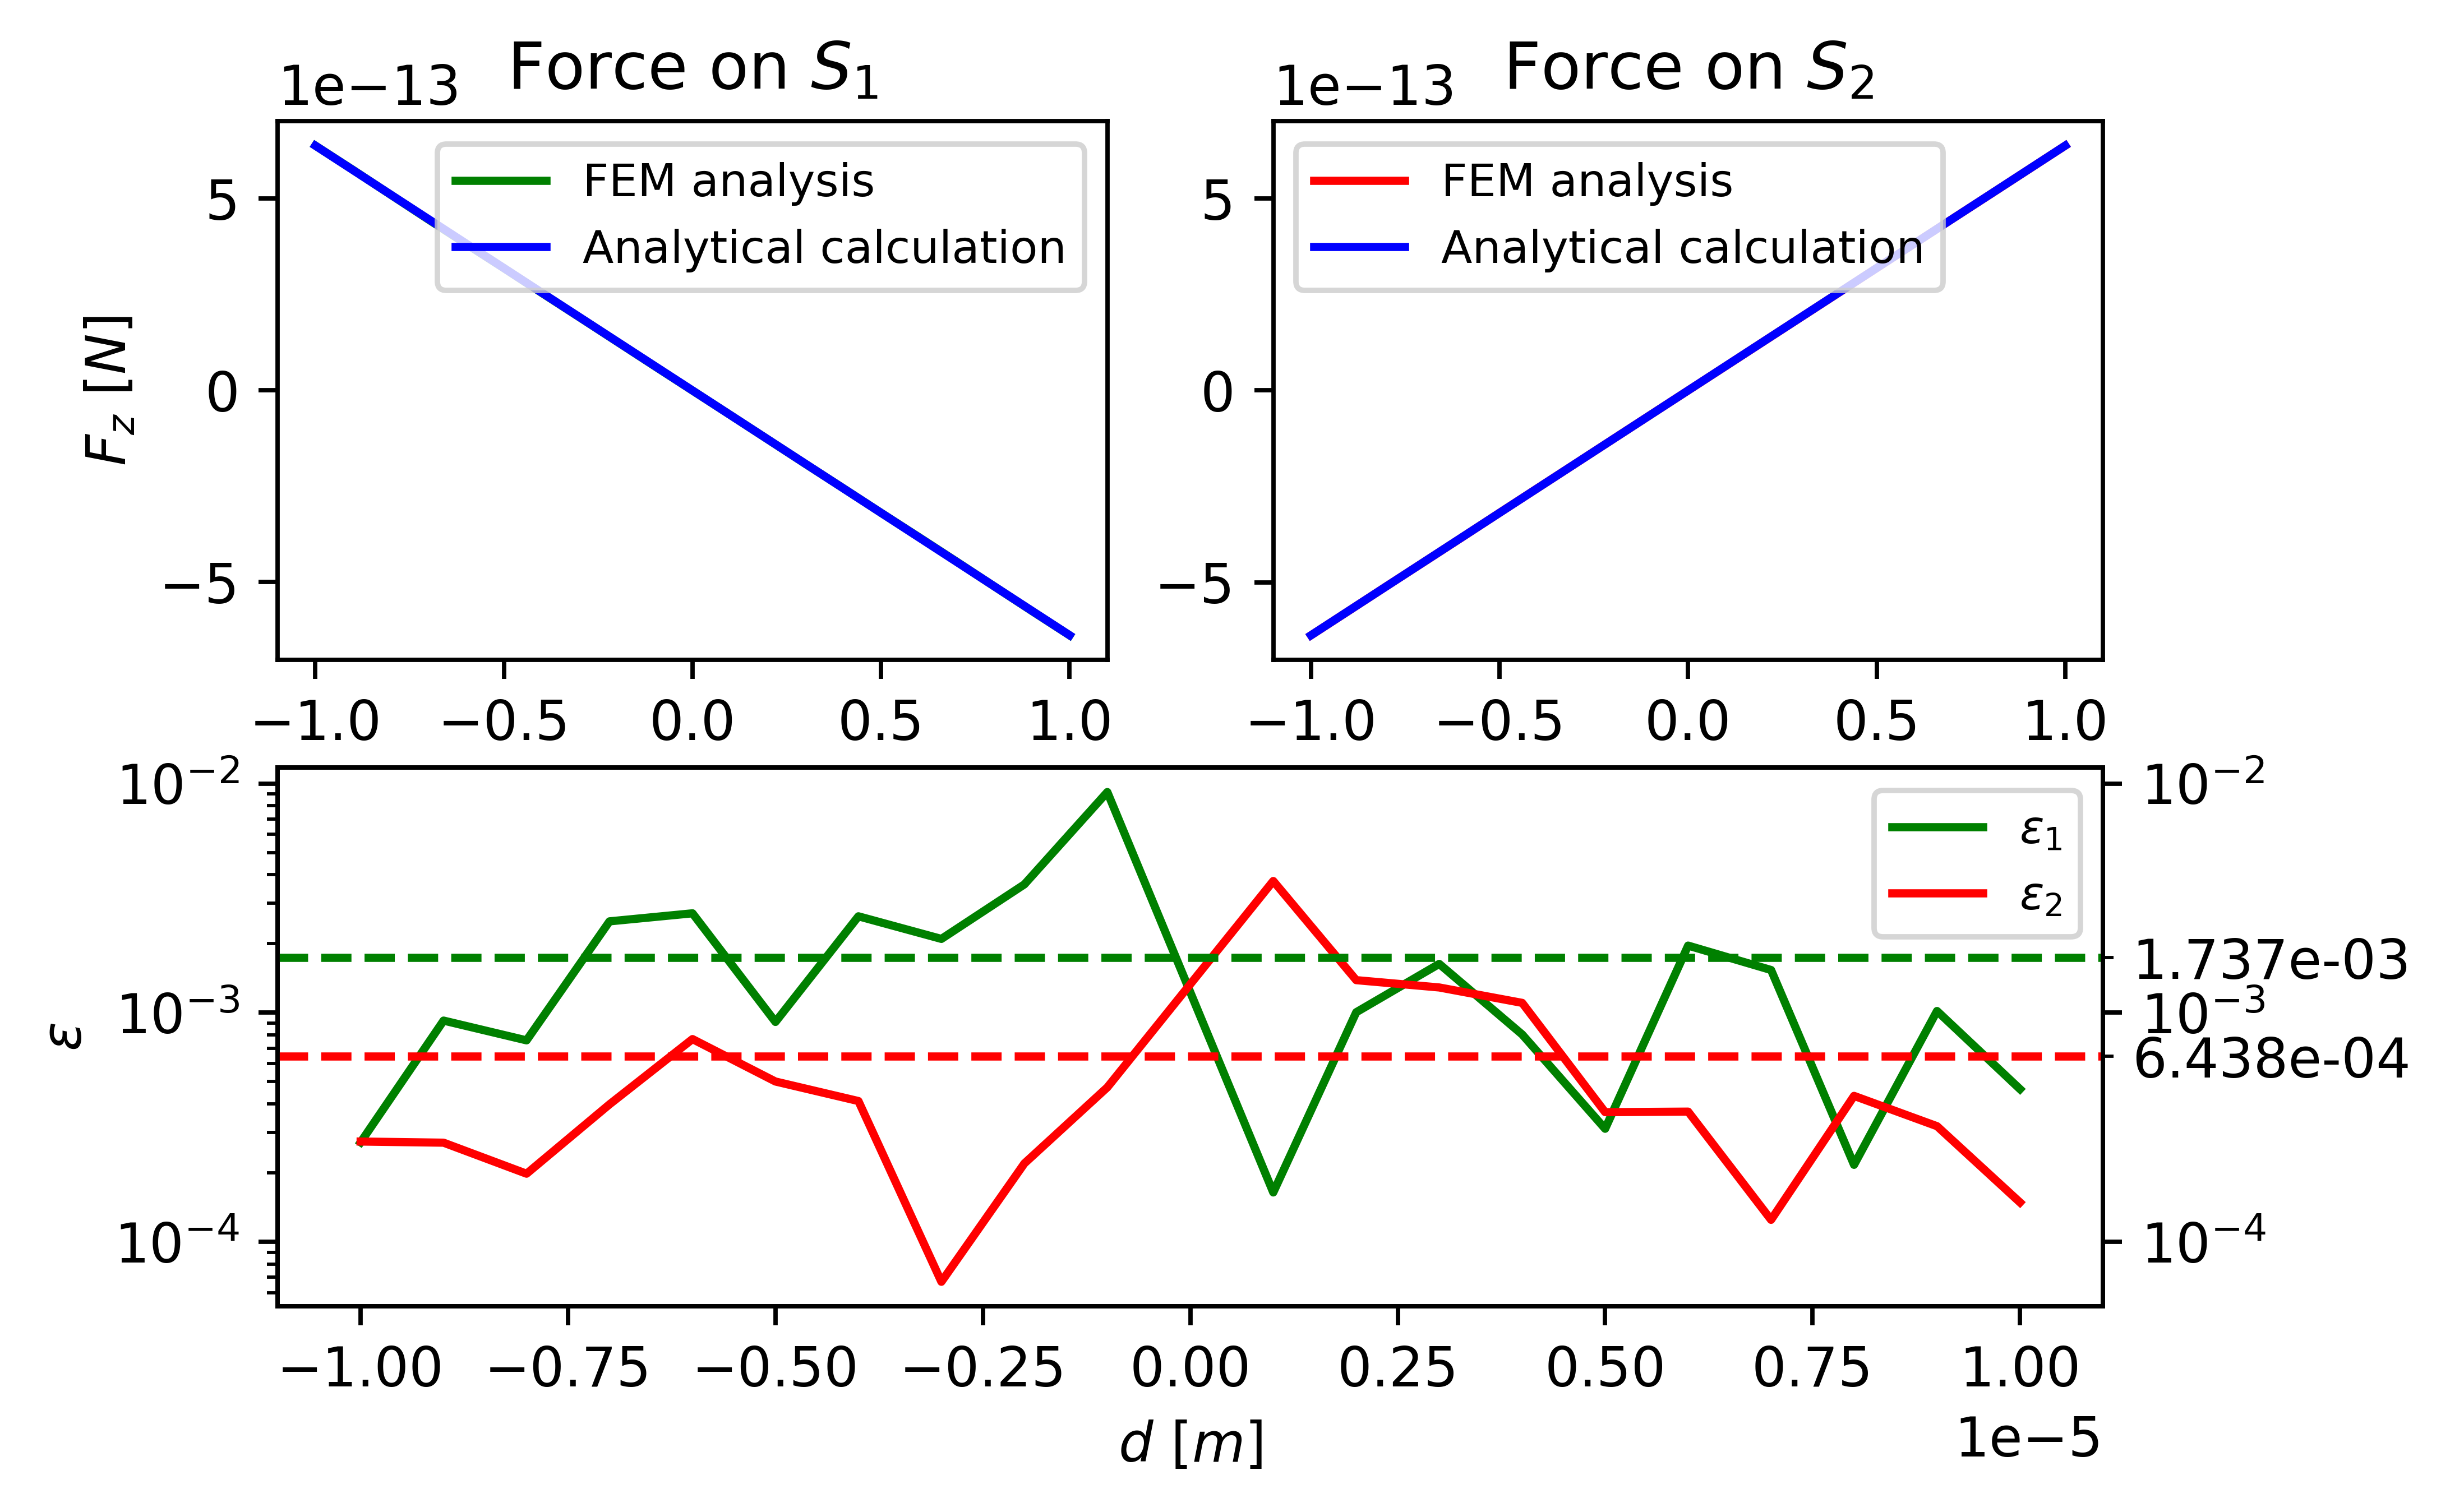 Force on S₁
1e−13
FEM analysis
Analytical calculation
F_z [N]
5
0
−5
−1.0 −0.5 0.0 0.5 1.0
Force on S₂
1e−13
FEM analysis
Analytical calculation
5
0
−5
−1.0 −0.5 0.0 0.5 1.0
ε
10⁻²
10⁻³
10⁻⁴
ε₁
ε₂
10⁻²
1.737e-03
10⁻³
6.438e-04
10⁻⁴
−1.00 −0.75 −0.50 −0.25 0.00 0.25 0.50 0.75 1.00
d [m]
1e−5